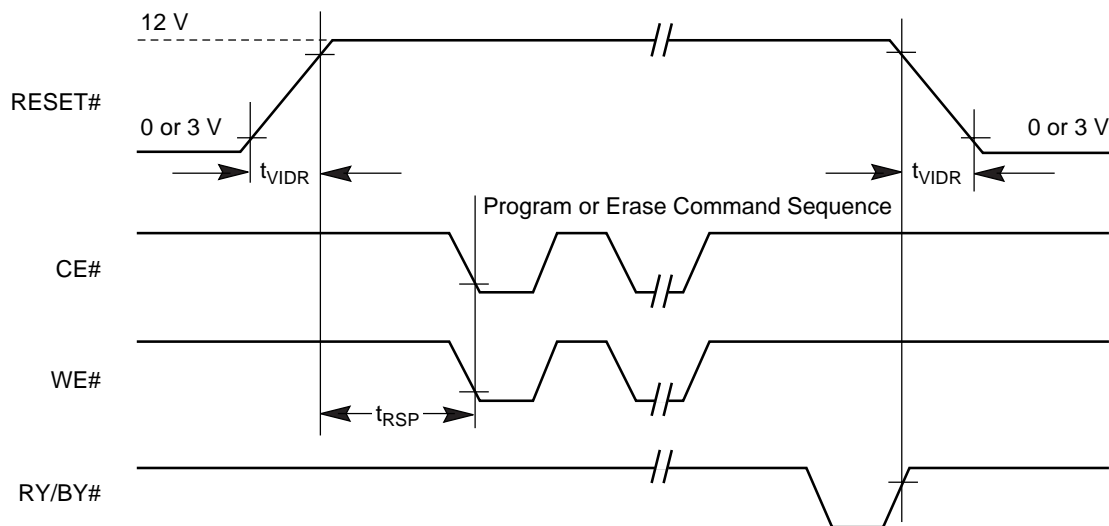 12 V
RESET#
0 or 3 V
0 or 3 V
tVIDR
tVIDR
Program or Erase Command Sequence
CE#
WE#
tRSP
RY/BY#